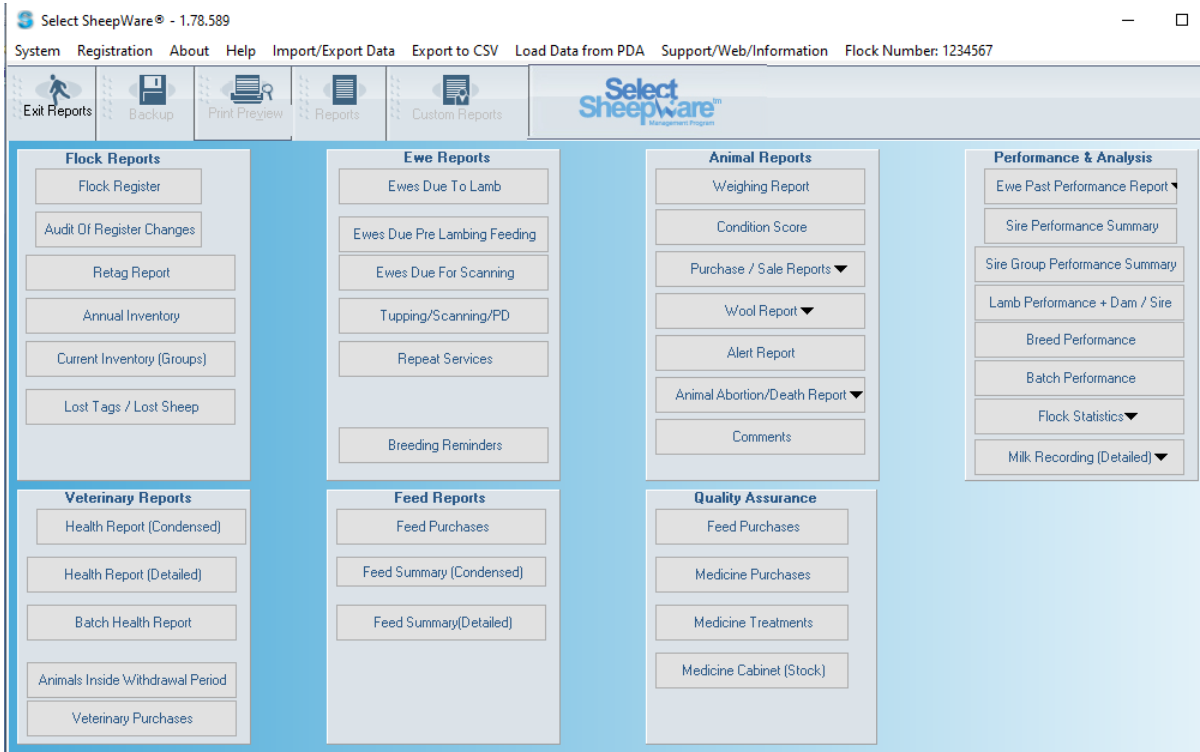 Select SheepWare® - 1.78.589
System Registration About Help Import/Export Data Export to CSV Load Data from PDA Support/Web/Information Flock Number: 1234567
Exit Reports Backup Print Preview Reports Custom Reports
Select
SheepWare™
Management Program
Flock Reports
Flock Register
Audit Of Register Changes
Retag Report
Annual Inventory
Current Inventory (Groups)
Lost Tags / Lost Sheep
Ewe Reports
Ewes Due To Lamb
Ewes Due Pre Lambing Feeding
Ewes Due For Scanning
Tupping/Scanning/PD
Repeat Services
Breeding Reminders
Animal Reports
Weighing Report
Condition Score
Purchase / Sale Reports
Wool Report
Alert Report
Animal Abortion/Death Report
Comments
Performance & Analysis
Ewe Past Performance Report
Sire Performance Summary
Sire Group Performance Summary
Lamb Performance + Dam / Sire
Breed Performance
Batch Performance
Flock Statistics
Milk Recording (Detailed)
Veterinary Reports
Health Report (Condensed)
Health Report (Detailed)
Batch Health Report
Animals Inside Withdrawal Period
Veterinary Purchases
Feed Reports
Feed Purchases
Feed Summary (Condensed)
Feed Summary(Detailed)
Quality Assurance
Feed Purchases
Medicine Purchases
Medicine Treatments
Medicine Cabinet (Stock)